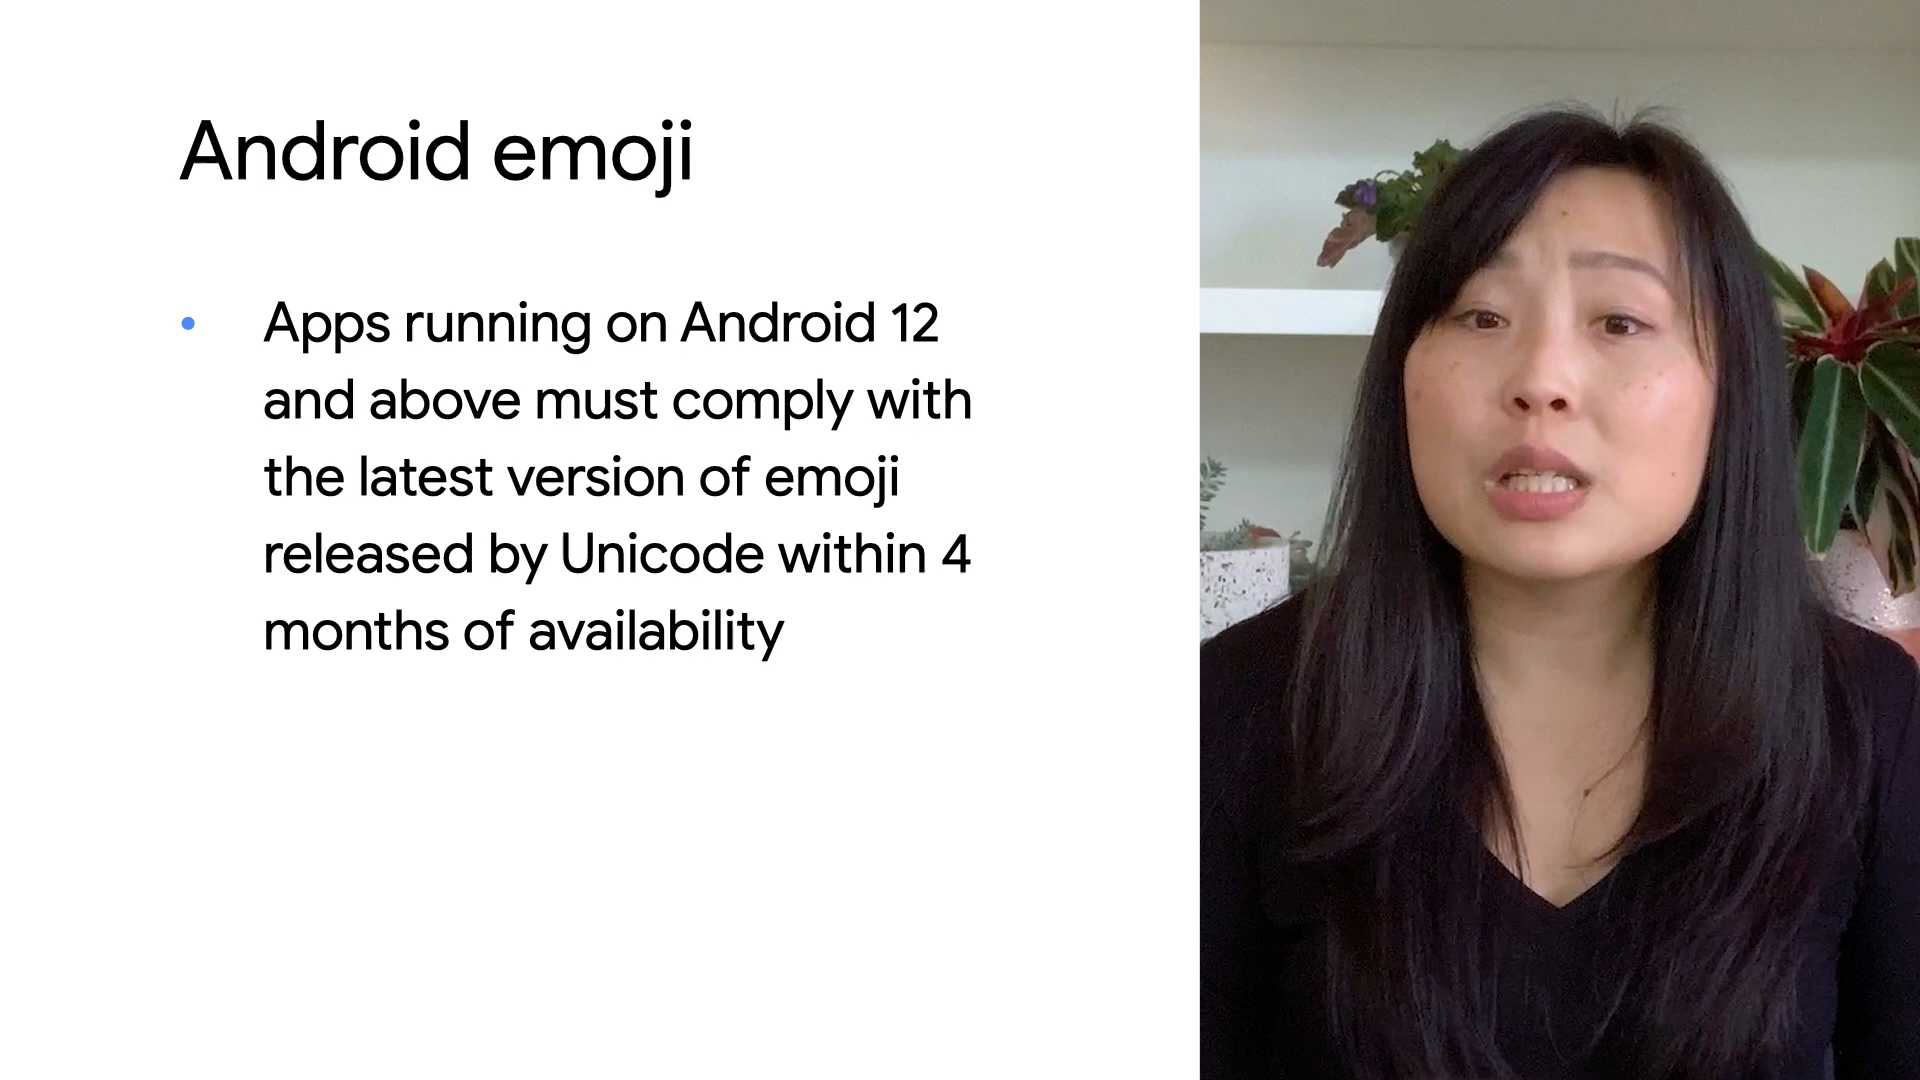 Android emoji
• Apps running on Android 12
and above must comply with
the latest version of emoji
released by Unicode within 4
months of availability